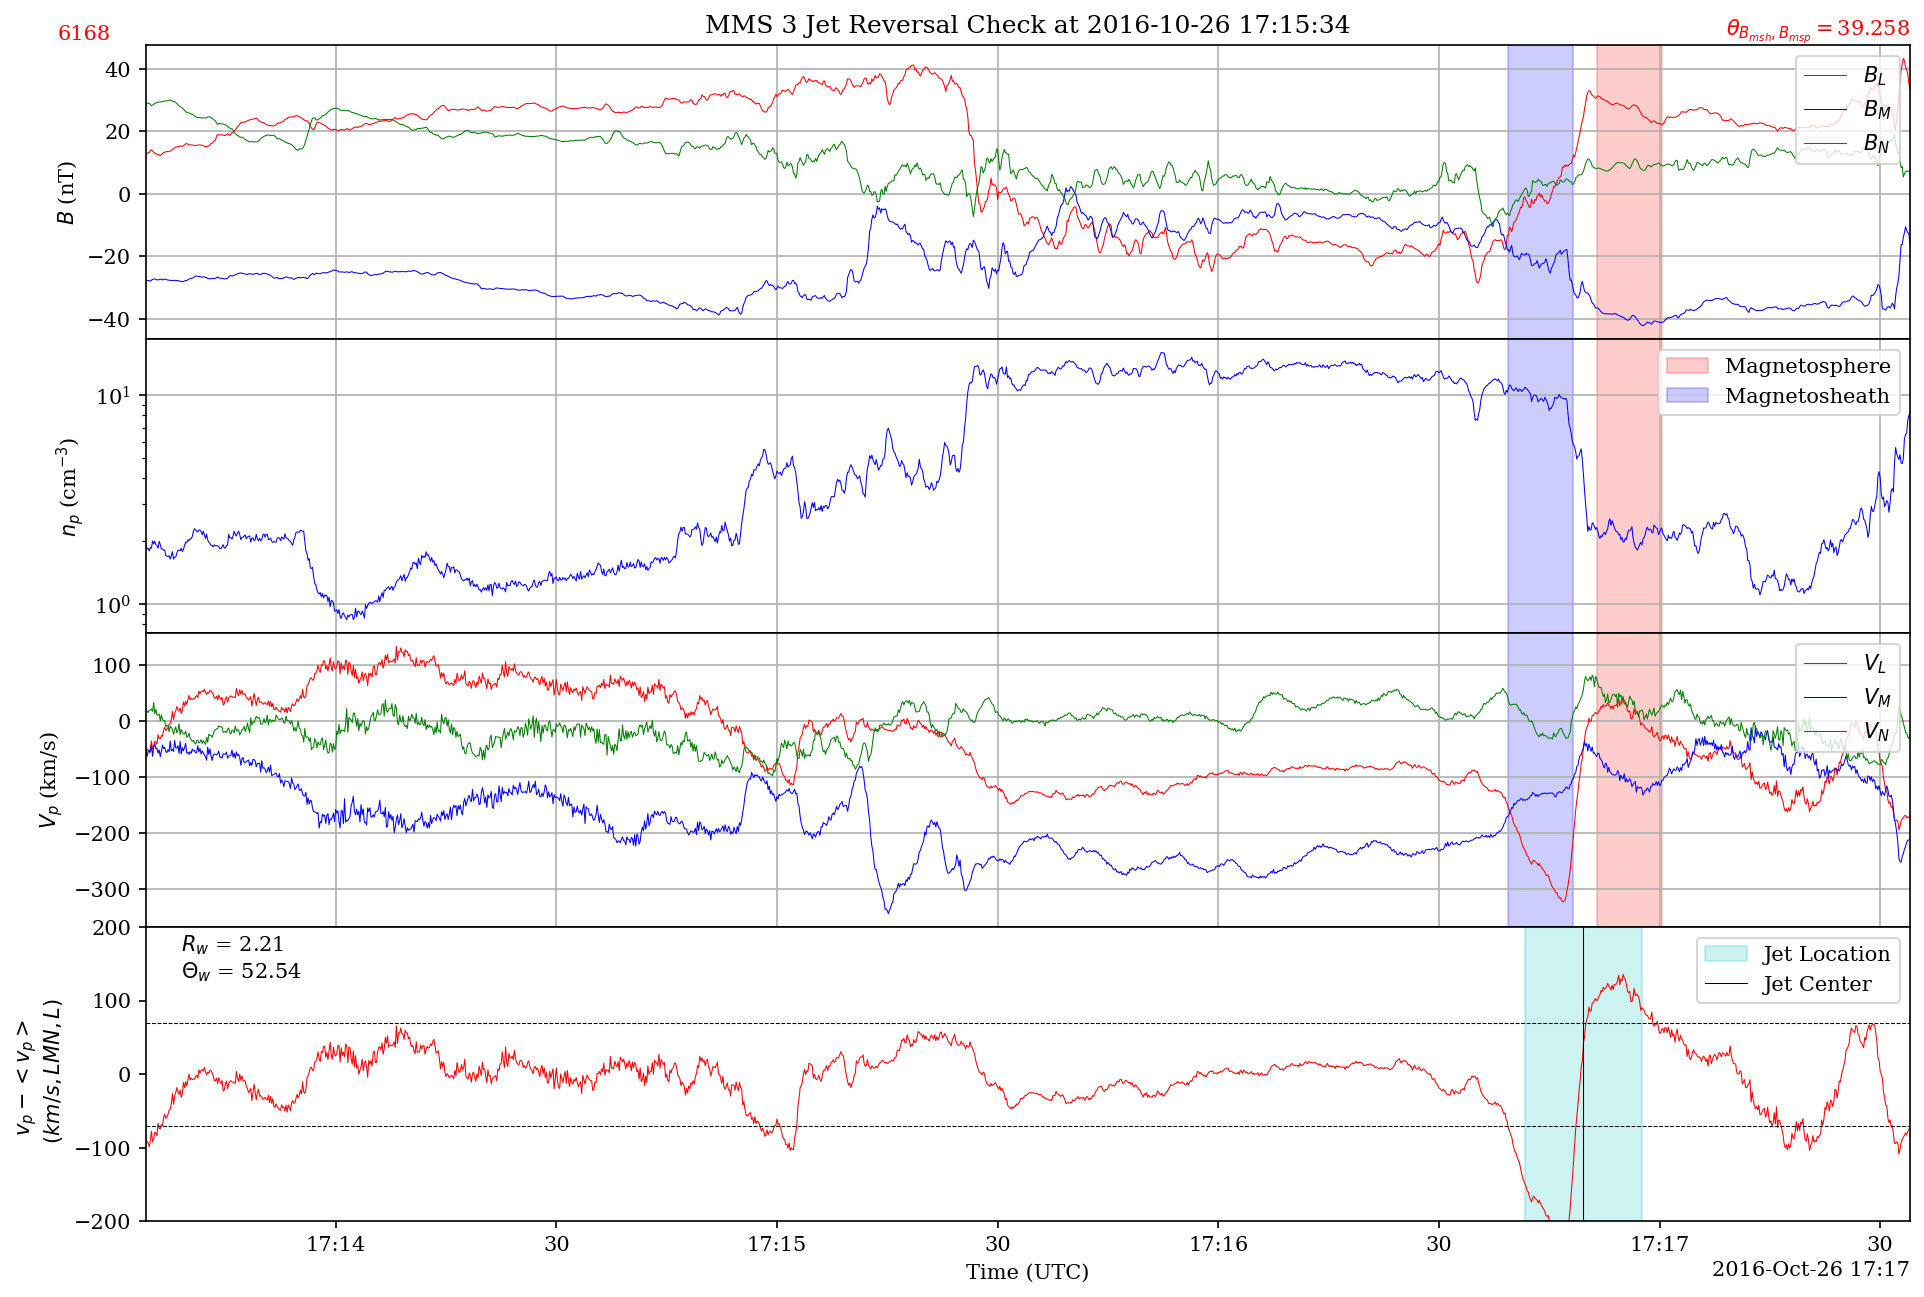 MMS 3 Jet Reversal Check at 2016-10-26 17:15:34
6168
θ_{B_{msh}, B_{msp}} = 39.258
40
20
0
−20
−40
B (nT)
B_L
B_M
B_N
10^1
10^0
n_p (cm^{−3})
Magnetosphere
Magnetosheath
100
0
−100
−200
−300
V_p (km/s)
V_L
V_M
V_N
200
100
0
−100
−200
v_p − < v_p >
(km/s, LMN, L)
R_w = 2.21
Θ_w = 52.54
Jet Location
Jet Center
17:14
30
17:15
30
17:16
30
17:17
30
Time (UTC)
2016-Oct-26 17:17